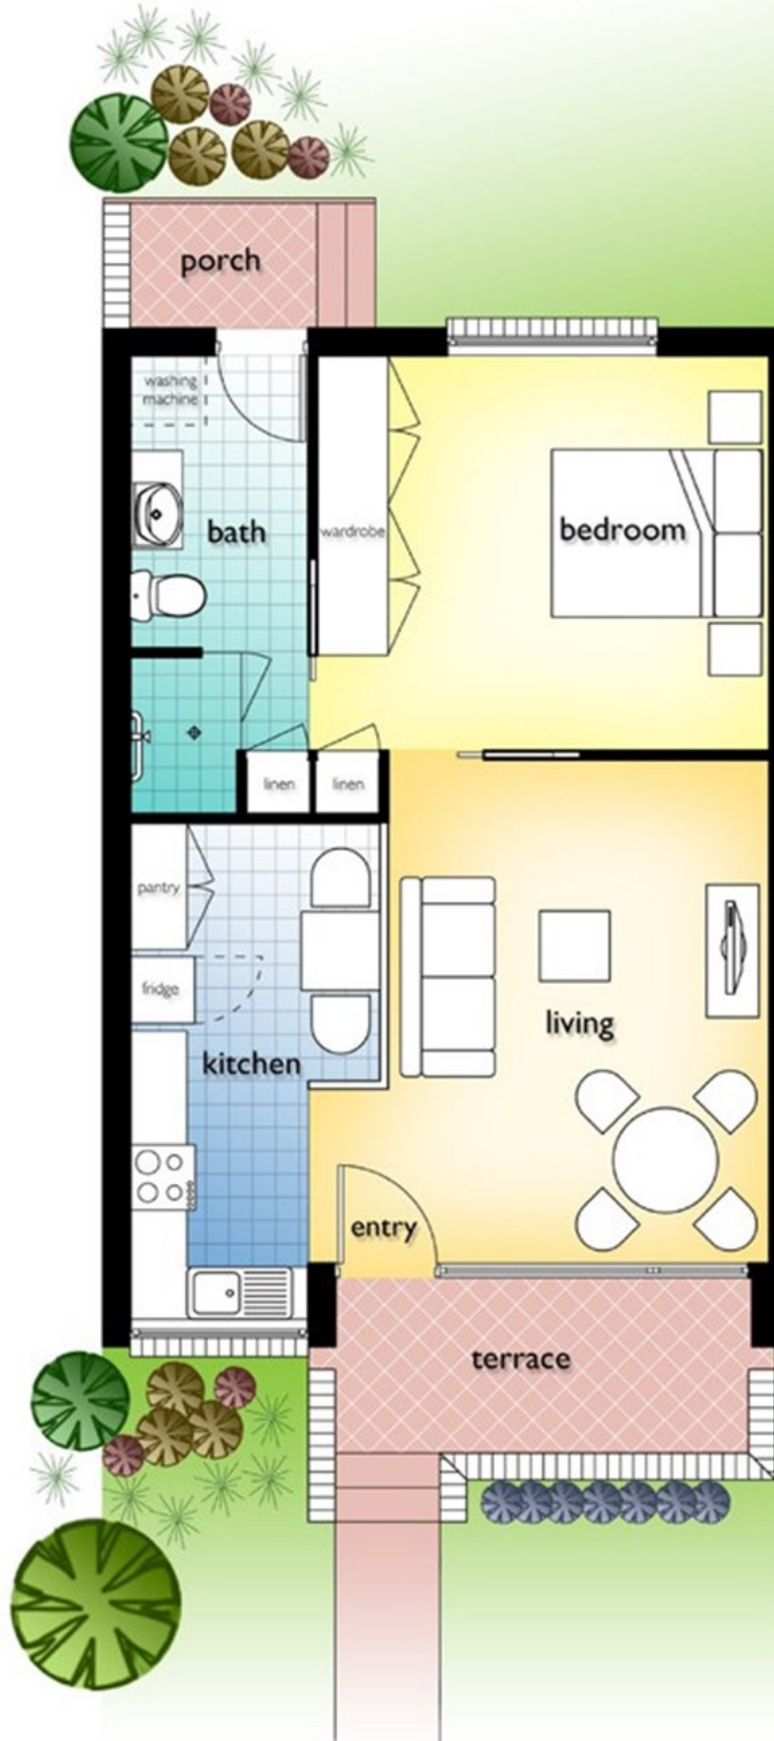 porch
washing
machine
bath
wardrobe
bedroom
linen
linen
pantry
fridge
living
kitchen
entry
terrace